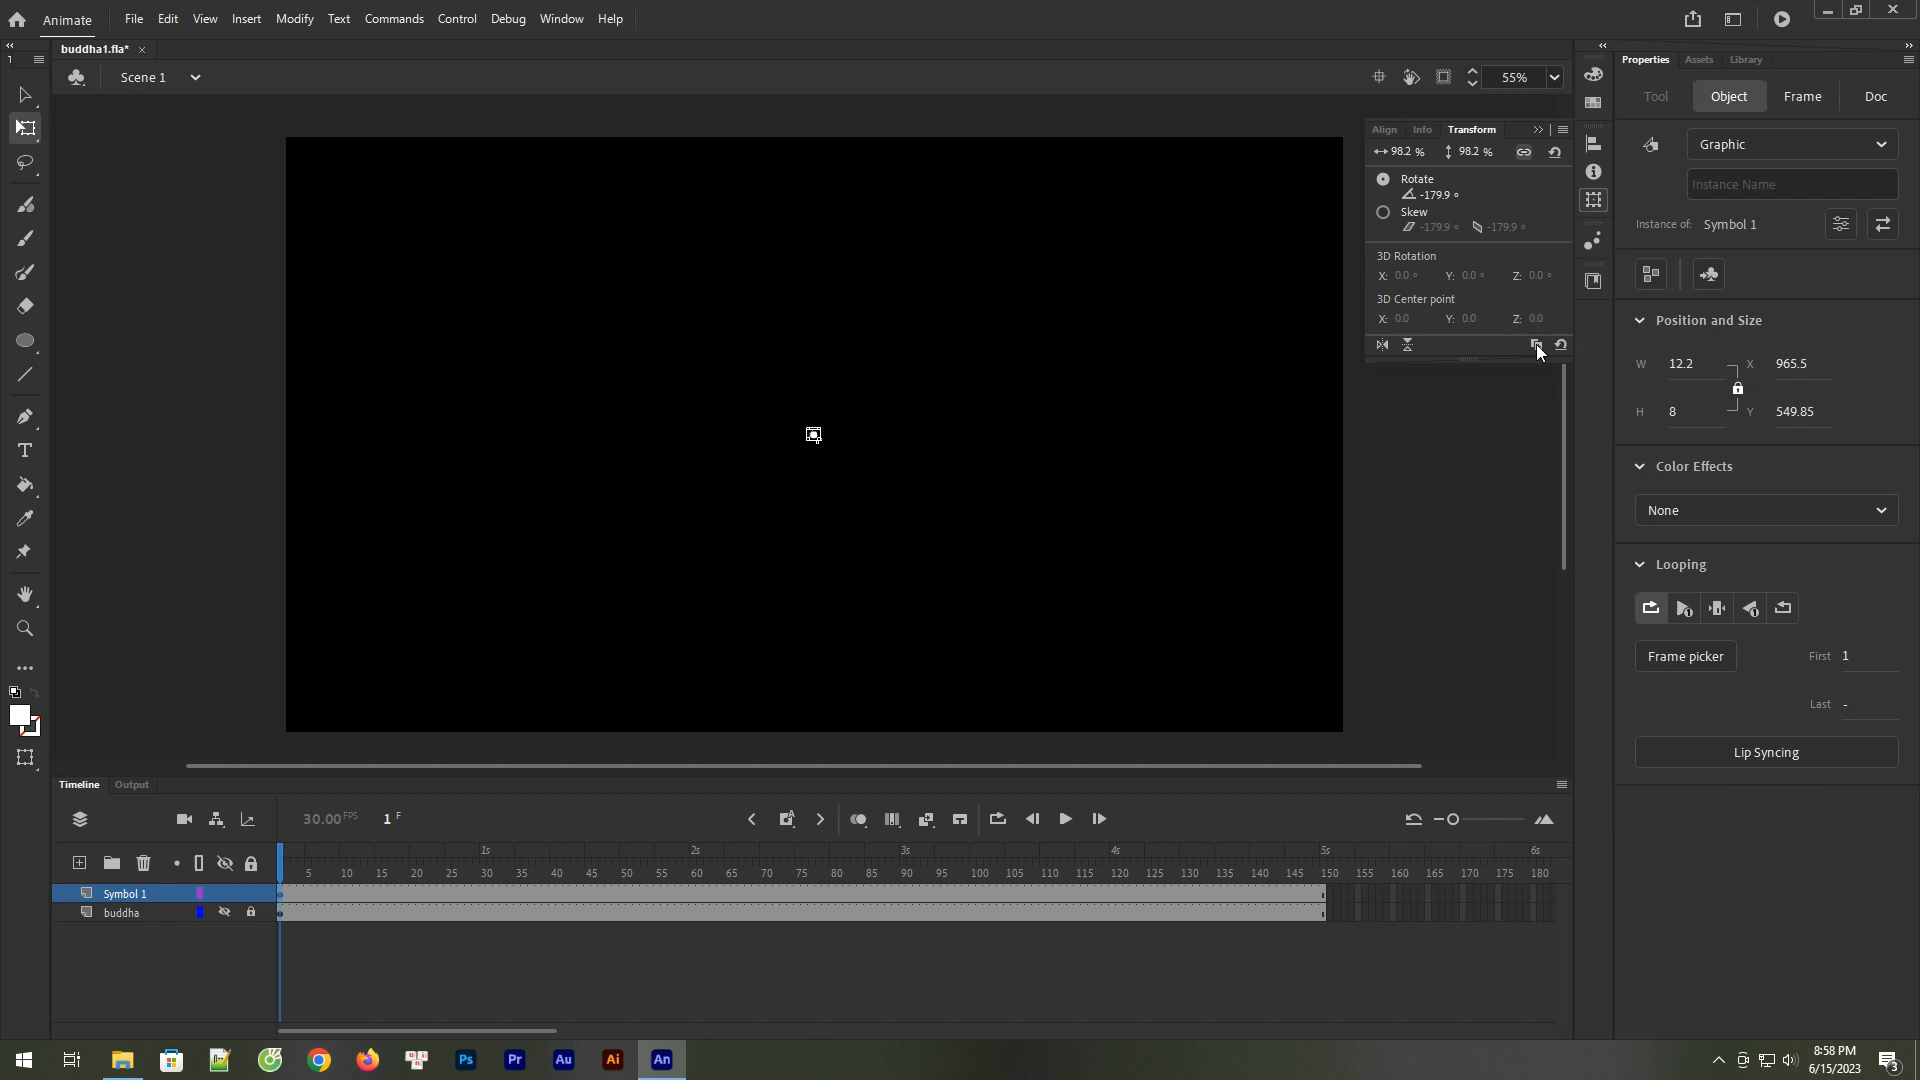 Animate
File Edit View Insert Modify Text Commands Control Debug Window Help
1
buddha1.fla*
Scene 1
55%
Align Info Transform
98.2 % 98.2 %
Rotate
-179.9 °
Skew
-179.9 ° -179.9 °
3D Rotation
X: 0.0 ° Y: 0.0 ° Z: 0.0 °
3D Center point
X: 0.0 Y: 0.0 Z: 0.0
Properties Assets Library
Tool Object Frame Doc
Graphic
Instance Name
Instance of: Symbol 1
Position and Size
W 12.2 X 965.5
H 8 Y 549.85
Color Effects
None
Looping
Frame picker First 1
Last -
Lip Syncing
Timeline Output
30.00 FPS 1 F
1s 2s 3s 4s 5s 6s
5 10 15 20 25 30 35 40 45 50 55 60 65 70 75 80 85 90 95 100 105 110 115 120 125 130 135 140 145 150 155 160 165 170 175 180
Symbol 1
buddha
Ps Pr Au Ai An
8:58 PM
6/15/2023
3